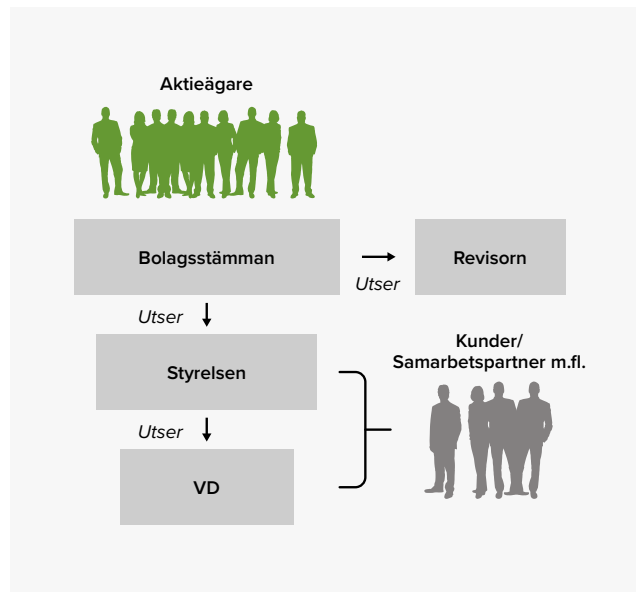 Aktieägare
Bolagsstämman
Revisorn
Utser
Utser
Kunder/
Samarbetspartner m.fl.
Styrelsen
Utser
VD